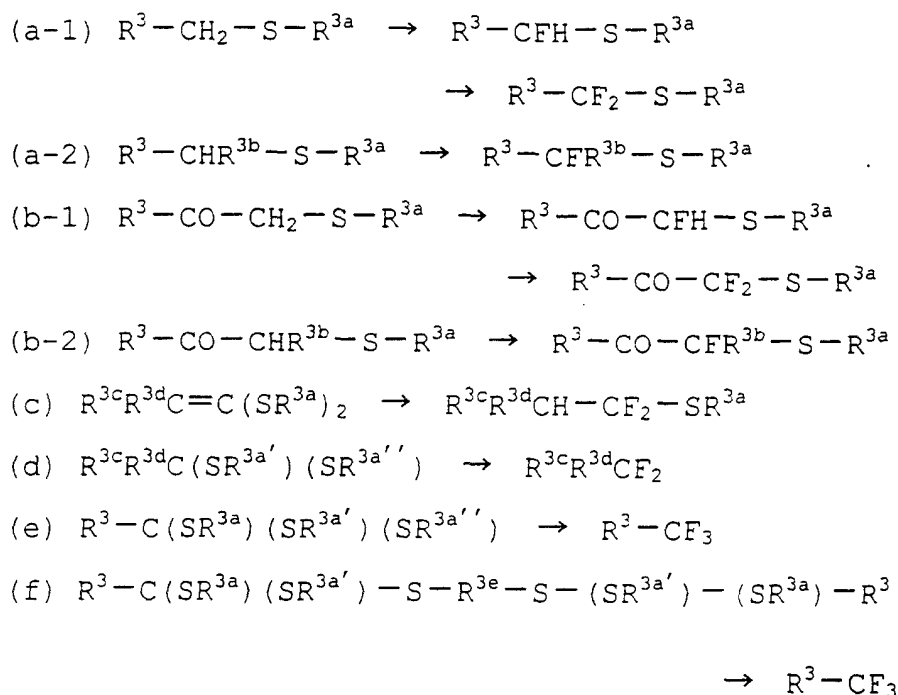 (a-1) R³—CH₂—S—R³ᵃ → R³—CFH—S—R³ᵃ
→ R³—CF₂—S—R³ᵃ
(a-2) R³—CHR³ᵇ—S—R³ᵃ → R³—CFR³ᵇ—S—R³ᵃ
(b-1) R³—CO—CH₂—S—R³ᵃ → R³—CO—CFH—S—R³ᵃ
→ R³—CO—CF₂—S—R³ᵃ
(b-2) R³—CO—CHR³ᵇ—S—R³ᵃ → R³—CO—CFR³ᵇ—S—R³ᵃ
(c) R³ᶜR³ᵈC=C(SR³ᵃ)₂ → R³ᶜR³ᵈCH—CF₂—SR³ᵃ
(d) R³ᶜR³ᵈC(SR³ᵃ′)(SR³ᵃ′′) → R³ᶜR³ᵈCF₂
(e) R³—C(SR³ᵃ)(SR³ᵃ′)(SR³ᵃ′′) → R³—CF₃
(f) R³—C(SR³ᵃ)(SR³ᵃ′)—S—R³ᵉ—S—(SR³ᵃ′)—(SR³ᵃ)—R³
→ R³—CF₃